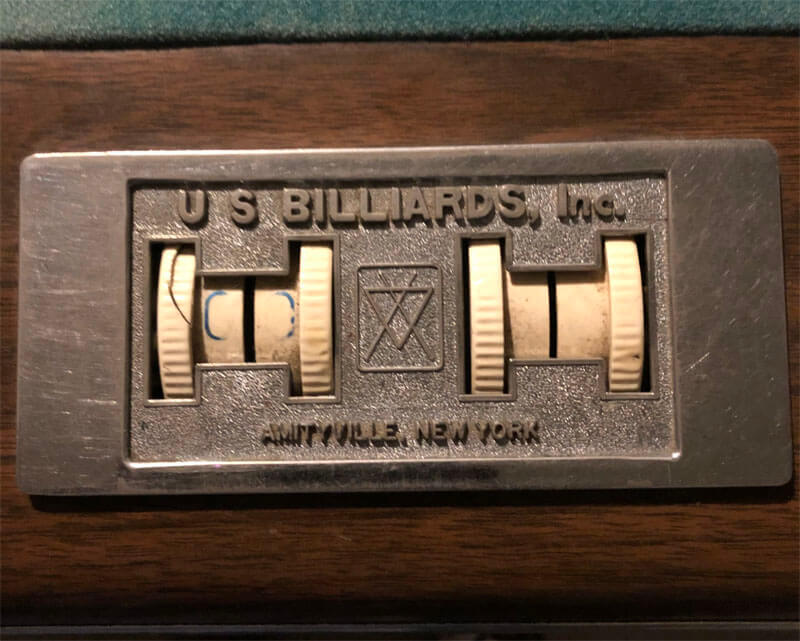 U S BILLIARDS, Inc.
AMITYVILLE, NEW YORK